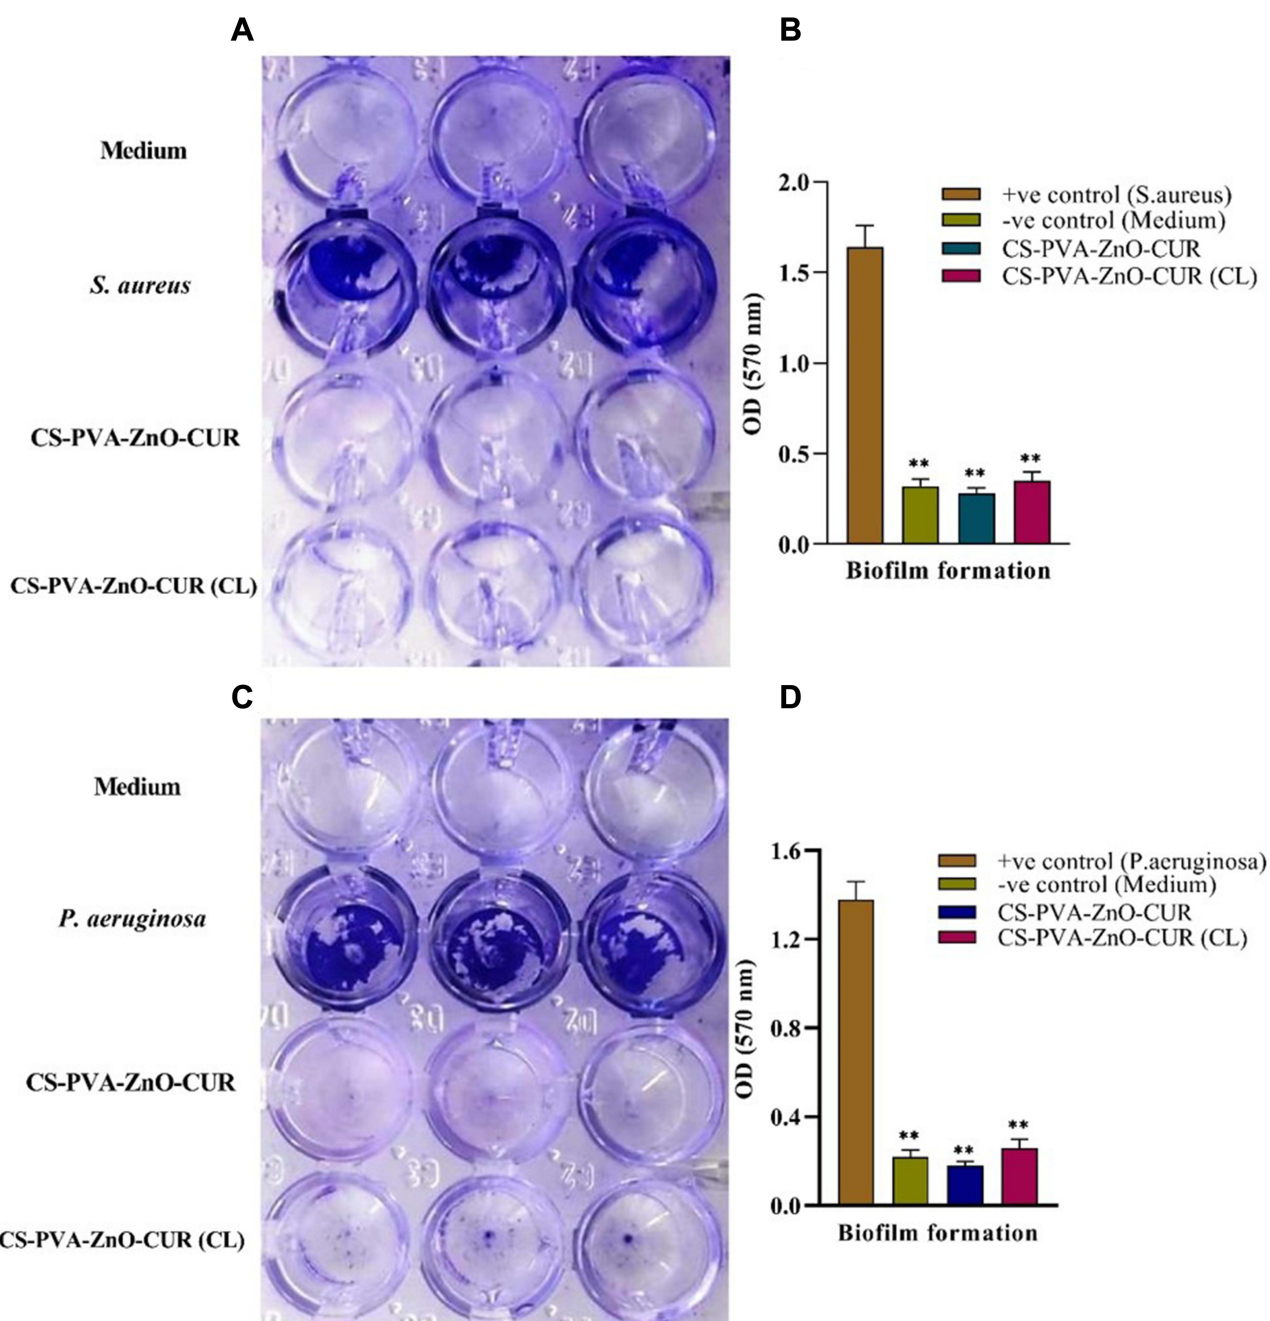 A
B
Medium
S. aureus
CS-PVA-ZnO-CUR
CS-PVA-ZnO-CUR (CL)
OD (570 nm)
2.0
1.5
1.0
0.5
0.0
+ve control (S.aureus)
-ve control (Medium)
CS-PVA-ZnO-CUR
CS-PVA-ZnO-CUR (CL)
**
**
**
Biofilm formation
C
D
Medium
P. aeruginosa
CS-PVA-ZnO-CUR
CS-PVA-ZnO-CUR (CL)
OD (570 nm)
1.6
1.2
0.8
0.4
0.0
+ve control (P.aeruginosa)
-ve control (Medium)
CS-PVA-ZnO-CUR
CS-PVA-ZnO-CUR (CL)
**
**
**
Biofilm formation